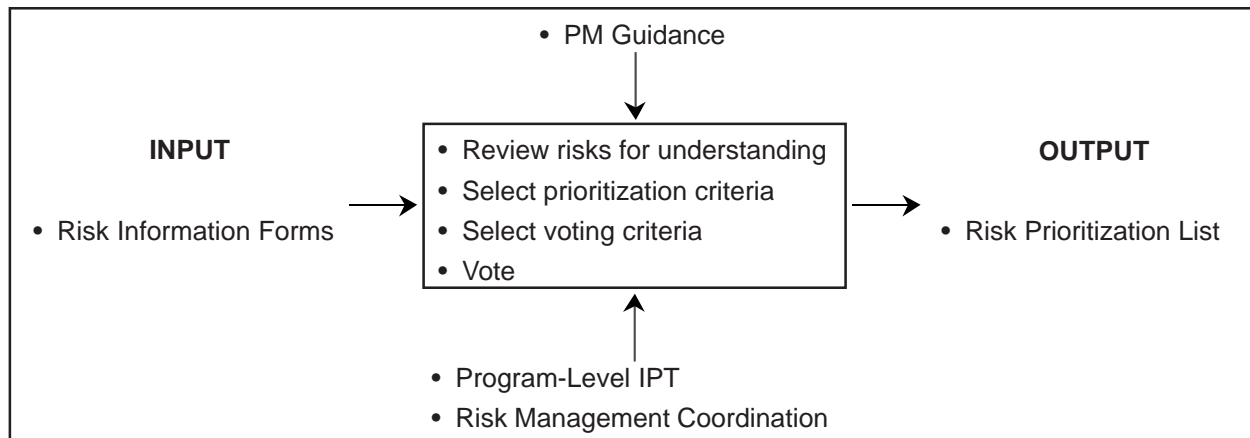 • PM Guidance
INPUT
• Risk Information Forms
• Review risks for understanding
• Select prioritization criteria
• Select voting criteria
• Vote
OUTPUT
• Risk Prioritization List
• Program-Level IPT
• Risk Management Coordination